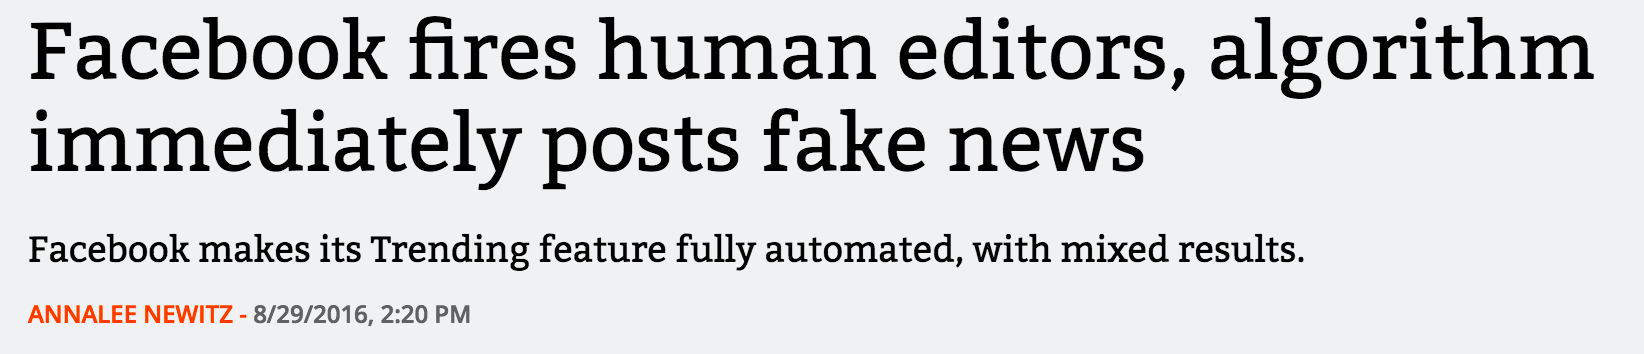 Facebook fires human editors, algorithm
immediately posts fake news
Facebook makes its Trending feature fully automated, with mixed results.
ANNALEE NEWITZ - 8/29/2016, 2:20 PM